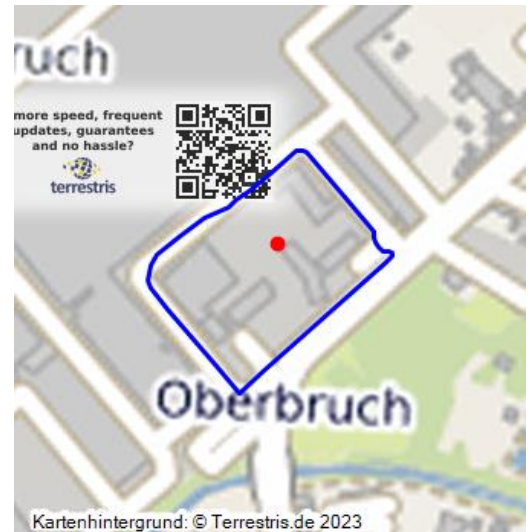 ruch
more speed, frequent
updates, guarantees
and no hassle?
terrestris
Oberbruch
Kartenhintergrund: © Terrestris.de 2023